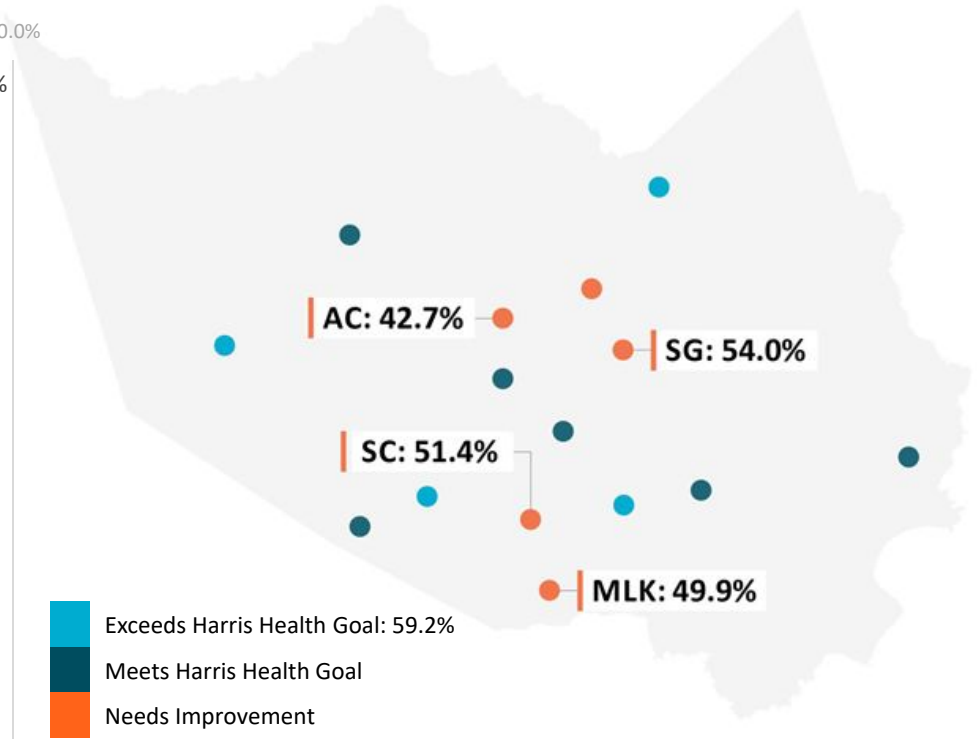 0.0%
%
AC: 42.7%
SG: 54.0%
SC: 51.4%
MLK: 49.9%
Exceeds Harris Health Goal: 59.2%
Meets Harris Health Goal
Needs Improvement